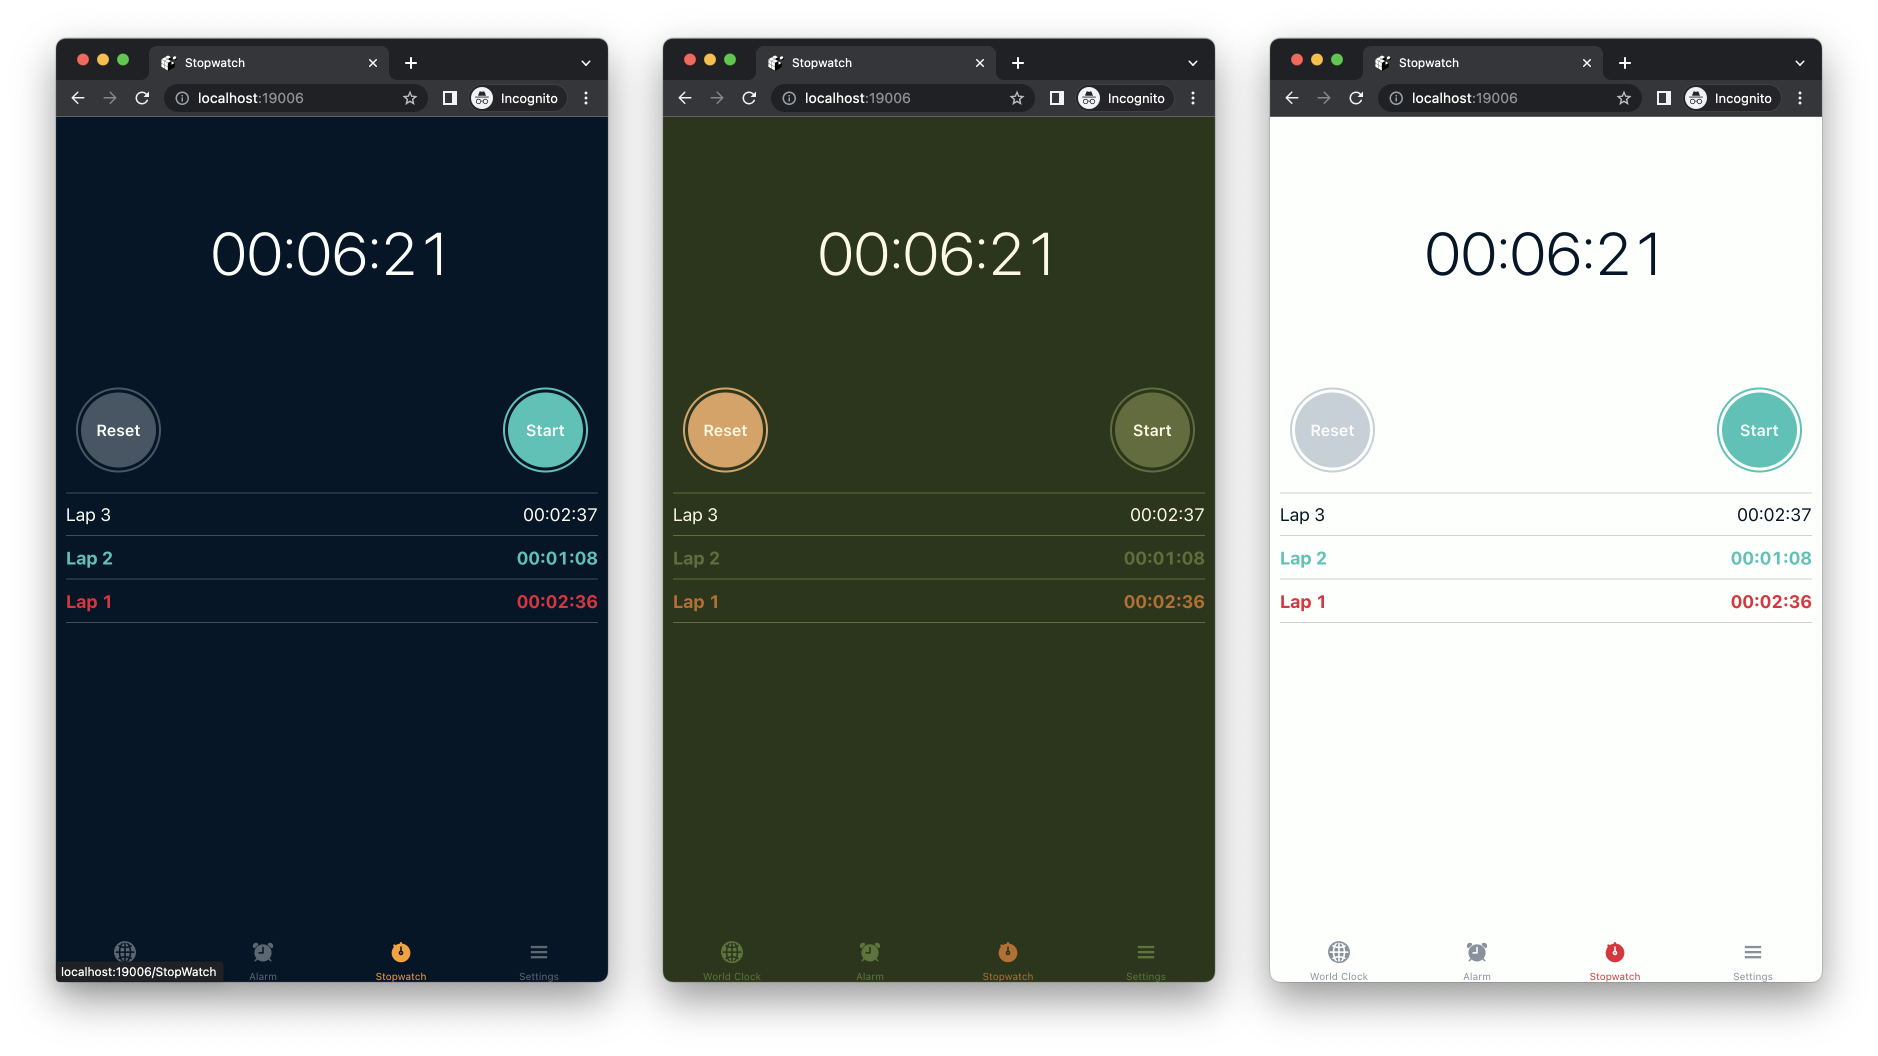 Stopwatch
localhost:19006
Incognito
00:06:21
Reset
Start
Lap 3 00:02:37
Lap 2 00:01:08
Lap 1 00:02:36
localhost:19006/StopWatch
Alarm
Stopwatch
Settings
Stopwatch
localhost:19006
Incognito
00:06:21
Reset
Start
Lap 3 00:02:37
Lap 2 00:01:08
Lap 1 00:02:36
World Clock
Alarm
Stopwatch
Settings
Stopwatch
localhost:19006
Incognito
00:06:21
Reset
Start
Lap 3 00:02:37
Lap 2 00:01:08
Lap 1 00:02:36
World Clock
Alarm
Stopwatch
Settings